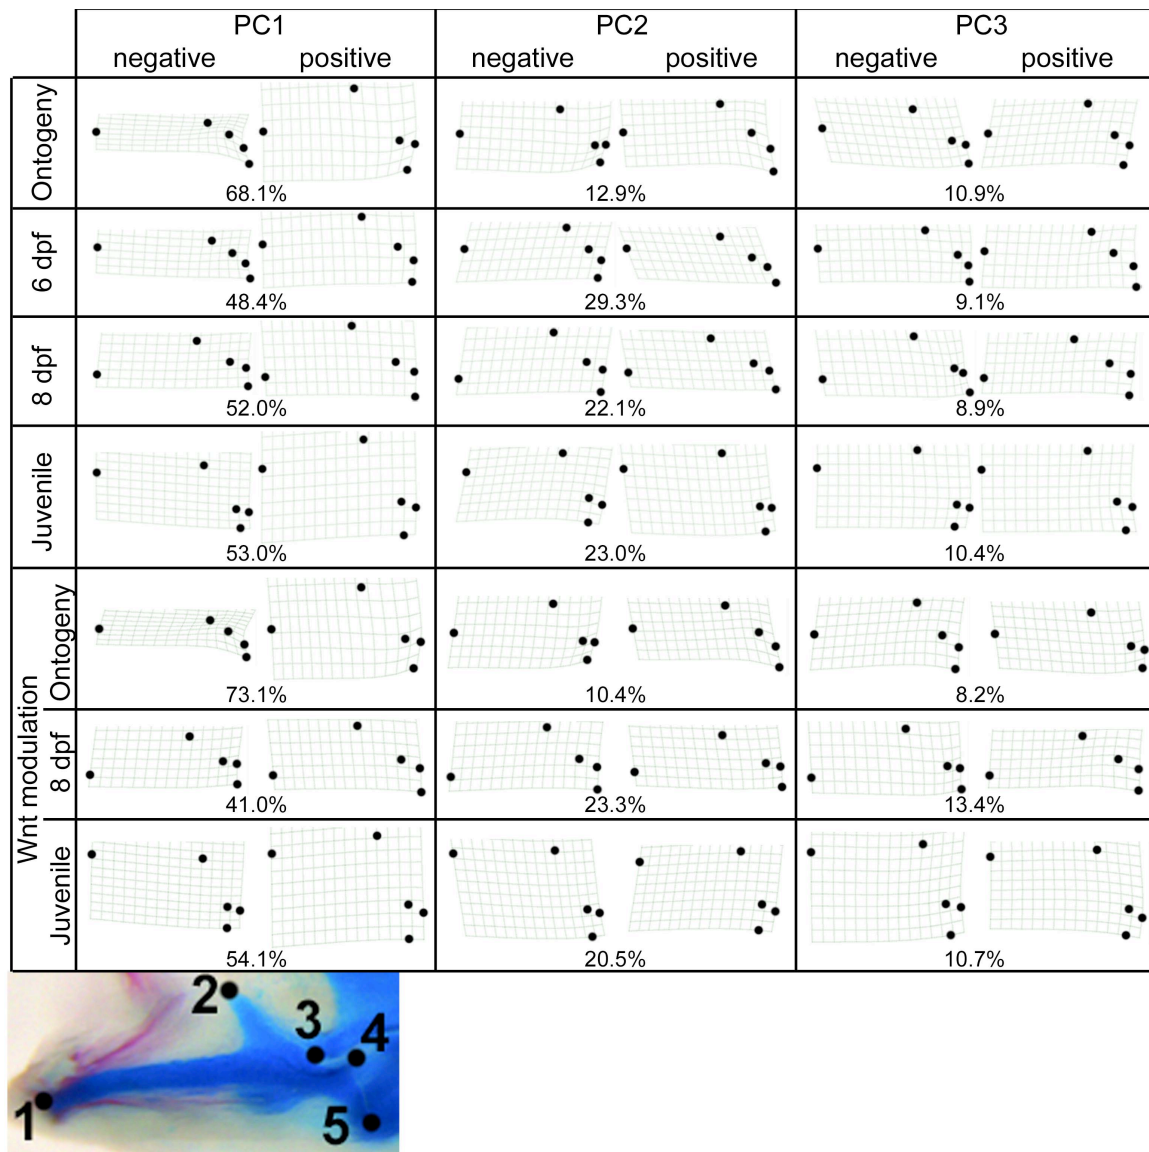 PC1 PC2 PC3
negative positive negative positive negative positive
Ontogeny
68.1% 12.9% 10.9%
6 dpf
48.4% 29.3% 9.1%
8 dpf
52.0% 22.1% 8.9%
Juvenile
53.0% 23.0% 10.4%
Wnt modulation
Ontogeny
73.1% 10.4% 8.2%
8 dpf
41.0% 23.3% 13.4%
Juvenile
54.1% 20.5% 10.7%
2
3 4
1 5